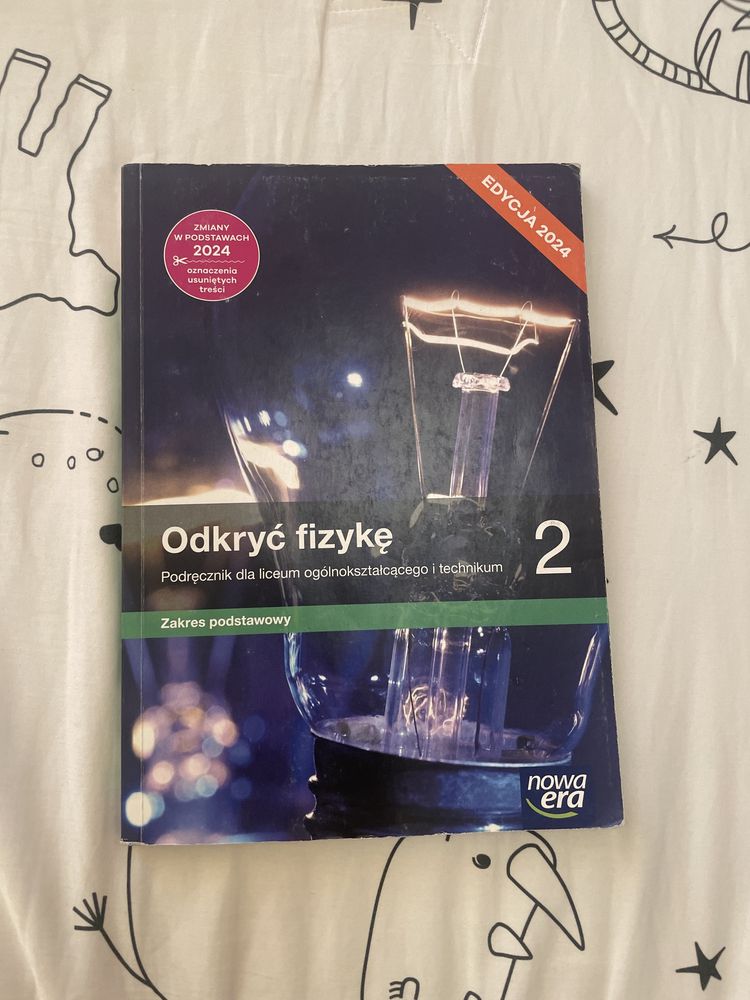 EDYCJA 2024
ZMIANY
W PODSTAWACH
2024
oznaczenia
usuniętych
treści
Odkryć fizykę
2
Podręcznik dla liceum ogólnokształcącego i technikum
Zakres podstawowy
nowa
era